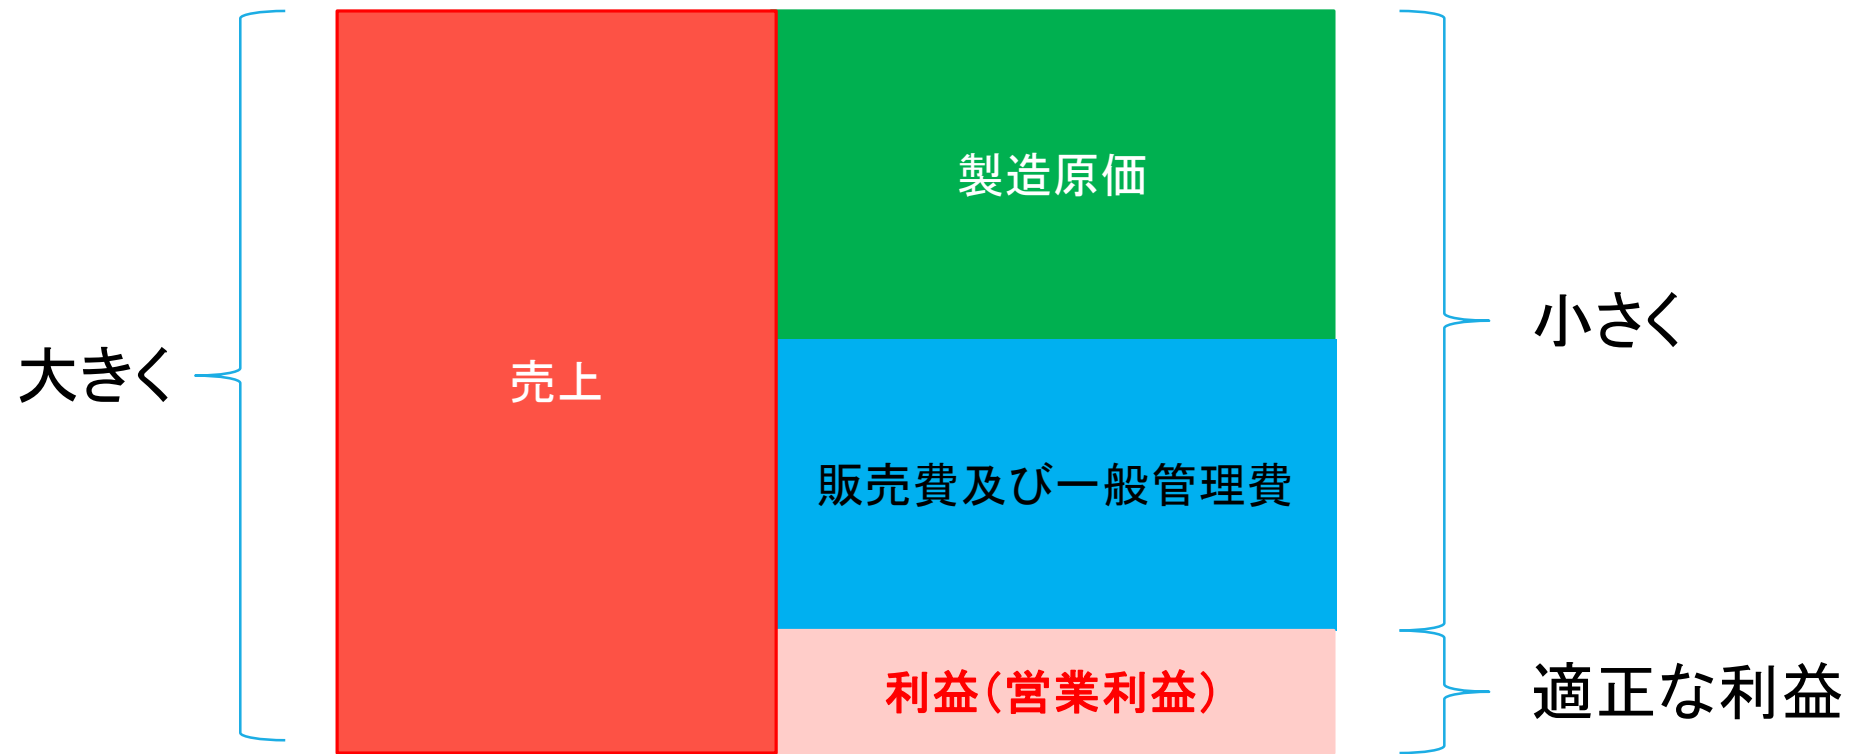 大きく
売上
製造原価
販売費及び一般管理費
利益（営業利益）
小さく
適正な利益